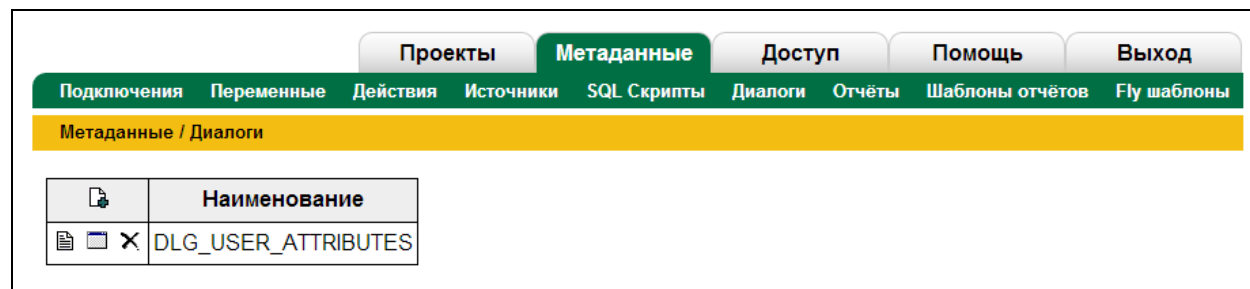 Проекты Метаданные Доступ Помощь Выход
Подключения Переменные Действия Источники SQL Скрипты Диалоги Отчёты Шаблоны отчётов Fly шаблоны
Метаданные / Диалоги
Наименование
DLG_USER_ATTRIBUTES